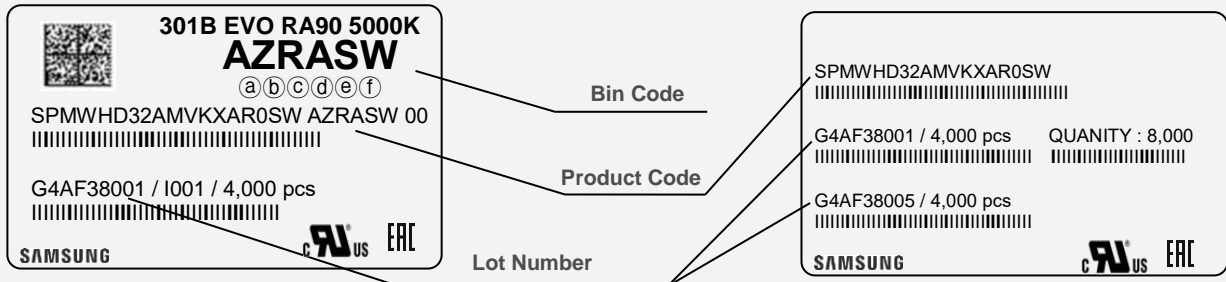 301B EVO RA90 5000K
AZRASW
ⓐⓑⓒⓓⓔⓕ
SPMWHD32AMVKXAR0SW AZRASW 00
G4AF38001 / I001 / 4,000 pcs
SAMSUNG
c RU US EAC
Bin Code
Product Code
Lot Number
SPMWHD32AMVKXAR0SW
G4AF38001 / 4,000 pcs QUANITY : 8,000
G4AF38005 / 4,000 pcs
SAMSUNG
c RU US EAC